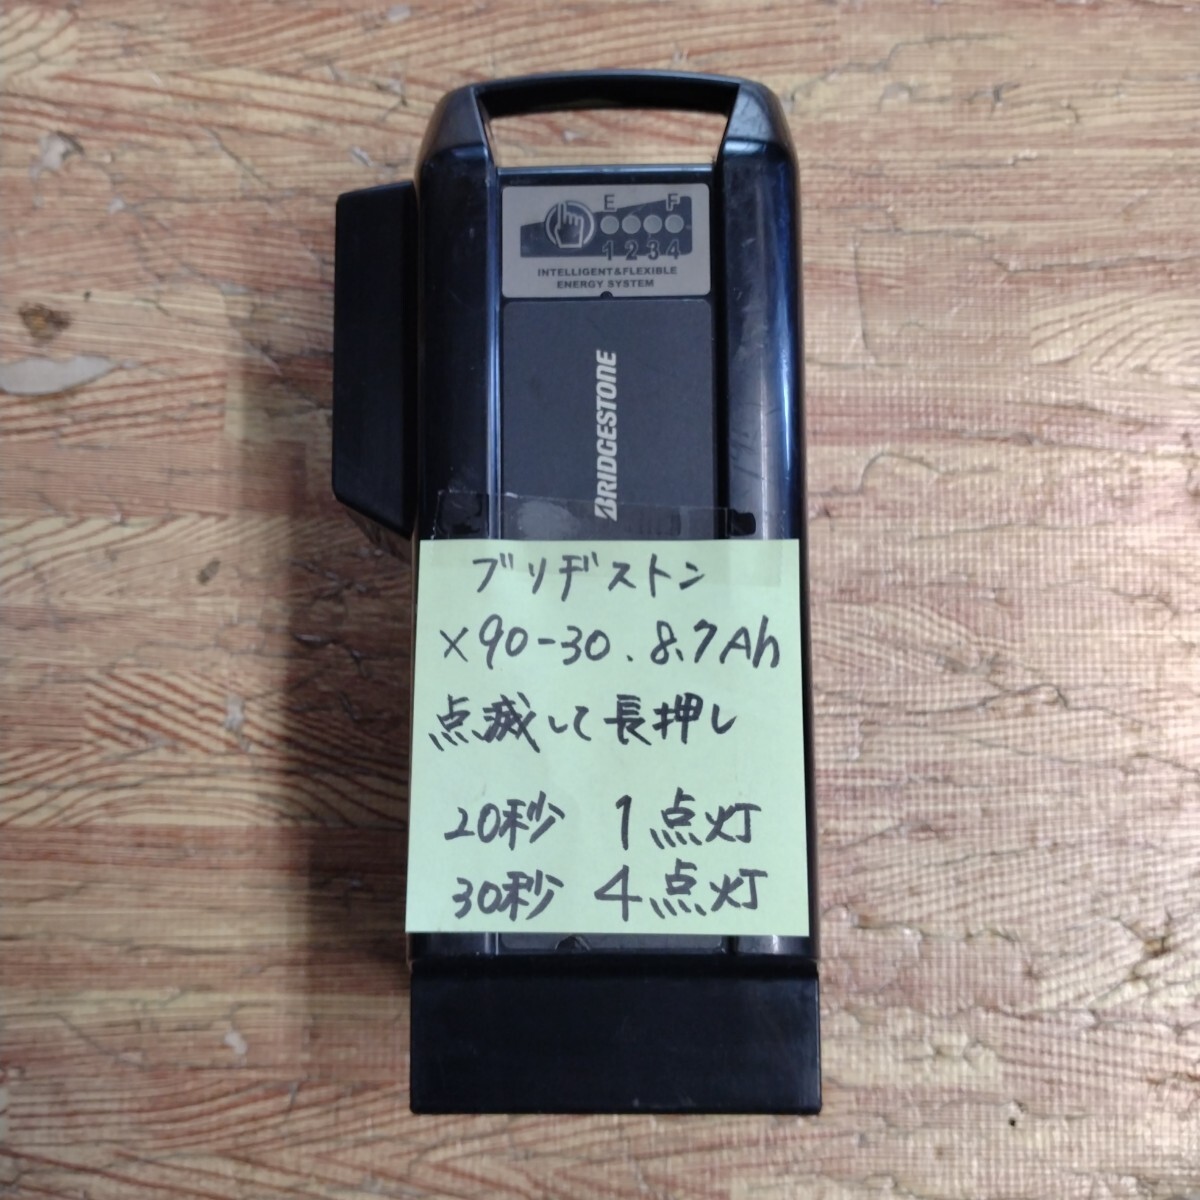 E F
1 2 3 4
INTELLIGENT&FLEXIBLE
ENERGY SYSTEM
BRIDGESTONE
ブリヂストン
X90-30.8.7Ah
点滅して長押し
20秒 1点灯
30秒 4点灯